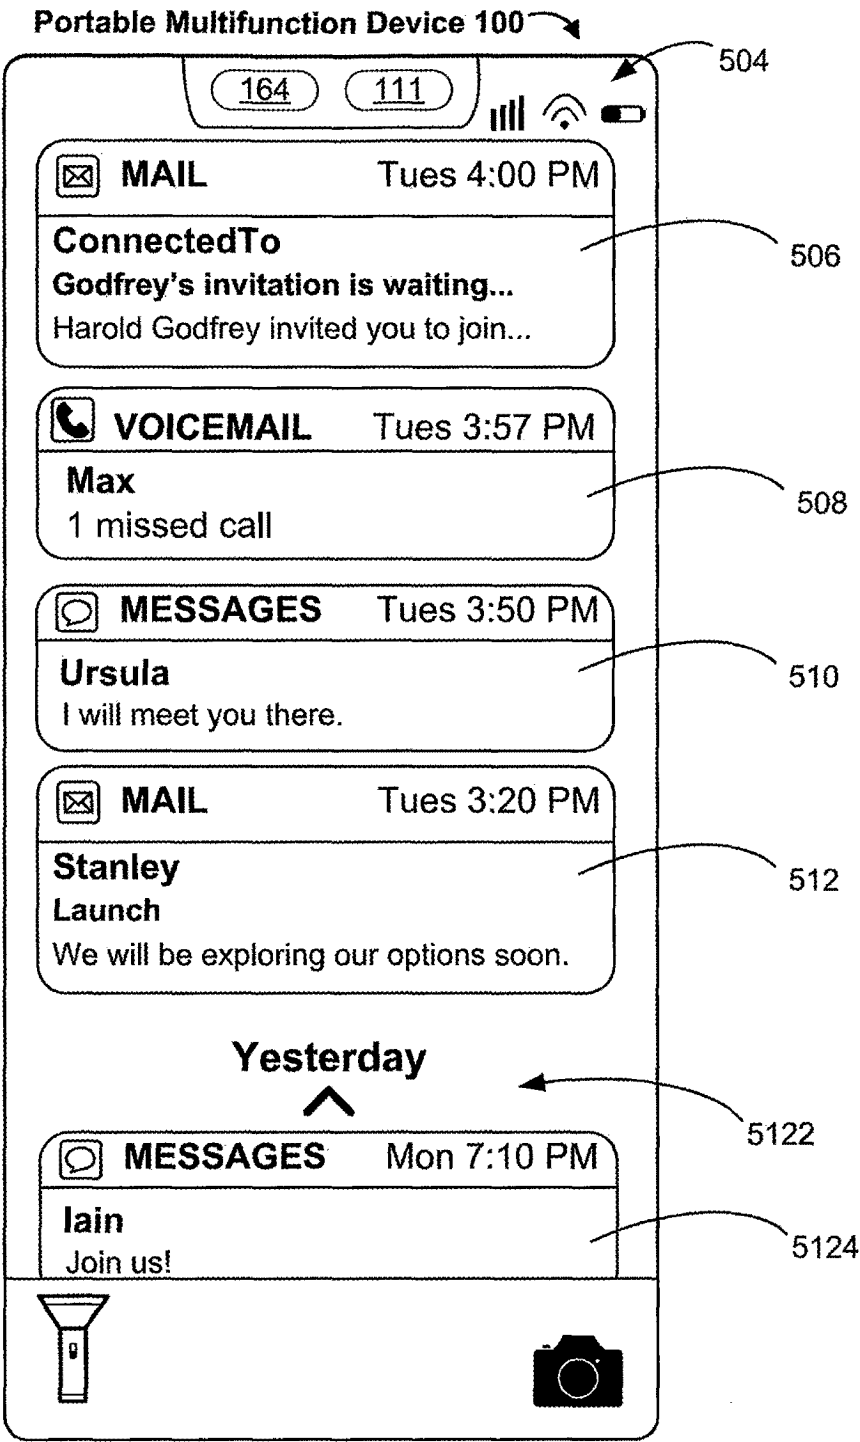 Portable Multifunction Device 100
504
164 111
MAIL Tues 4:00 PM
ConnectedTo
506
Godfrey's invitation is waiting...
Harold Godfrey invited you to join...
VOICEMAIL Tues 3:57 PM
Max
508
1 missed call
MESSAGES Tues 3:50 PM
Ursula
510
I will meet you there.
MAIL Tues 3:20 PM
Stanley
512
Launch
We will be exploring our options soon.
Yesterday
5122
MESSAGES Mon 7:10 PM
Iain
5124
Join us!